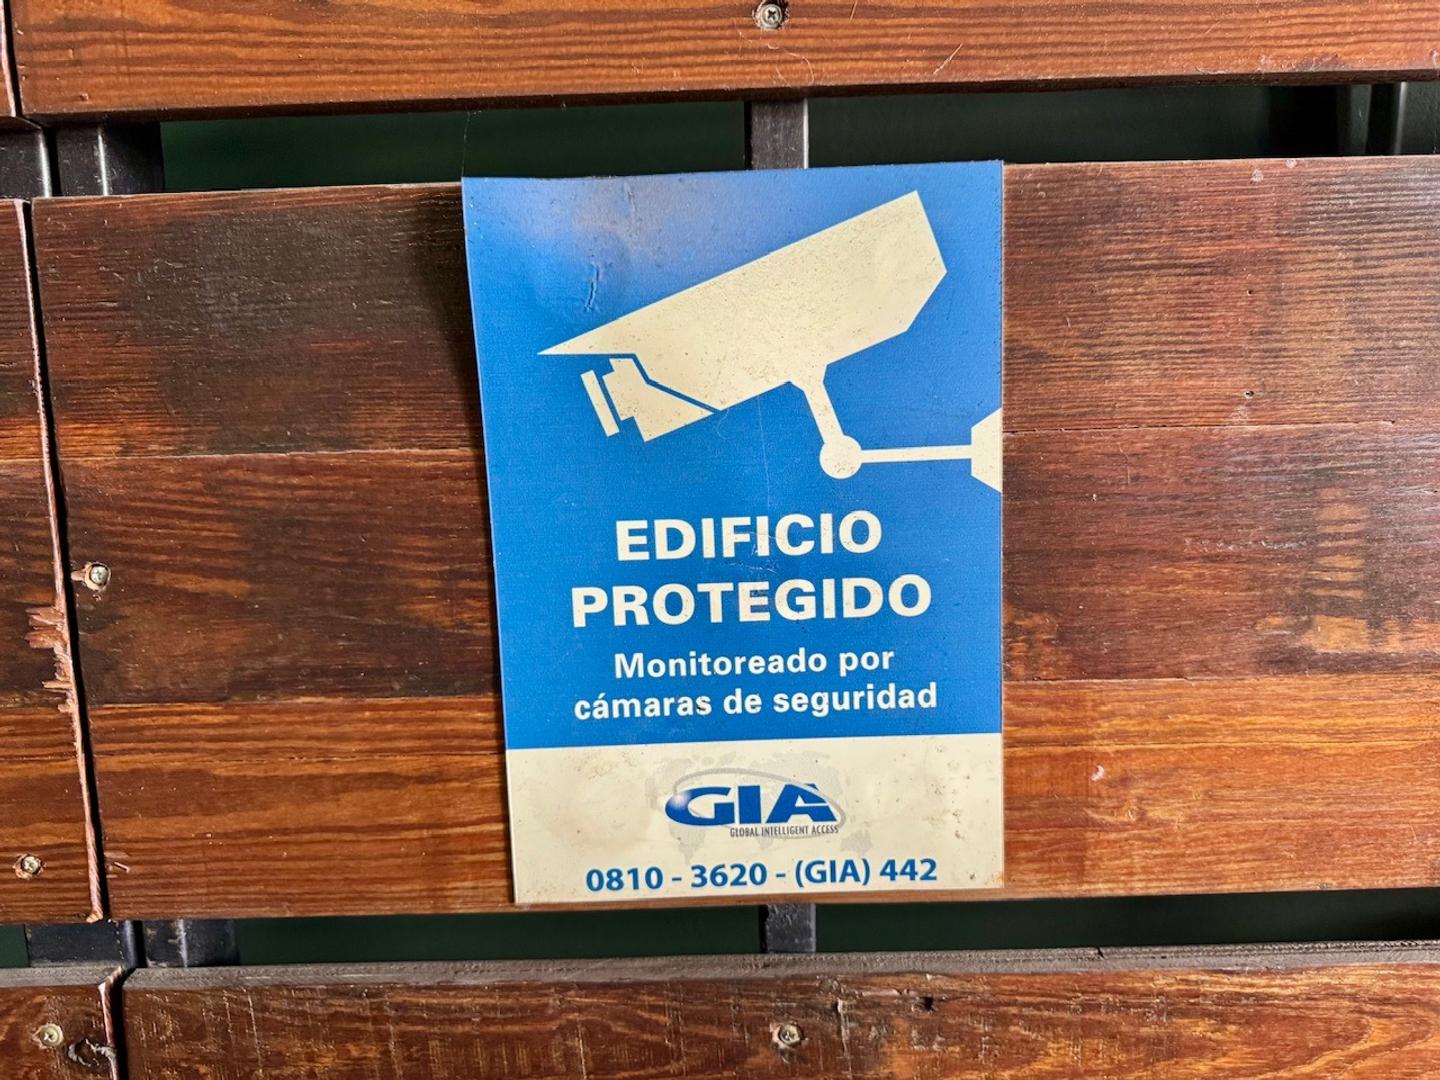 EDIFICIO
PROTEGIDO
Monitoreado por
cámaras de seguridad
GIA
GLOBAL INTELLIGENT ACCESS
0810 - 3620 - (GIA) 442